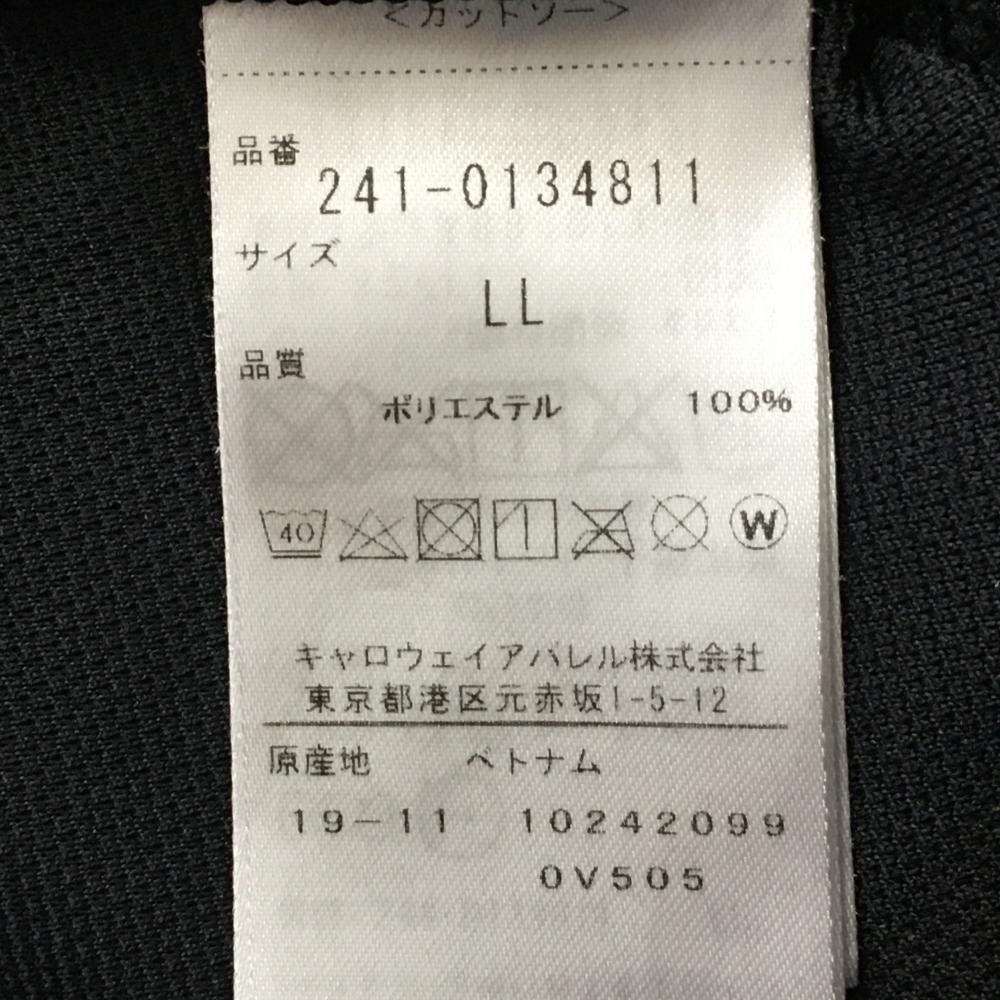 <カットソー>
品番
241-0134811
サイズ
LL
品質
ポリエステル 100%
40
W
キャロウェイアパレル株式会社
東京都港区元赤坂1-5-12
原産地 ベトナム
19-11 10242099
0V505